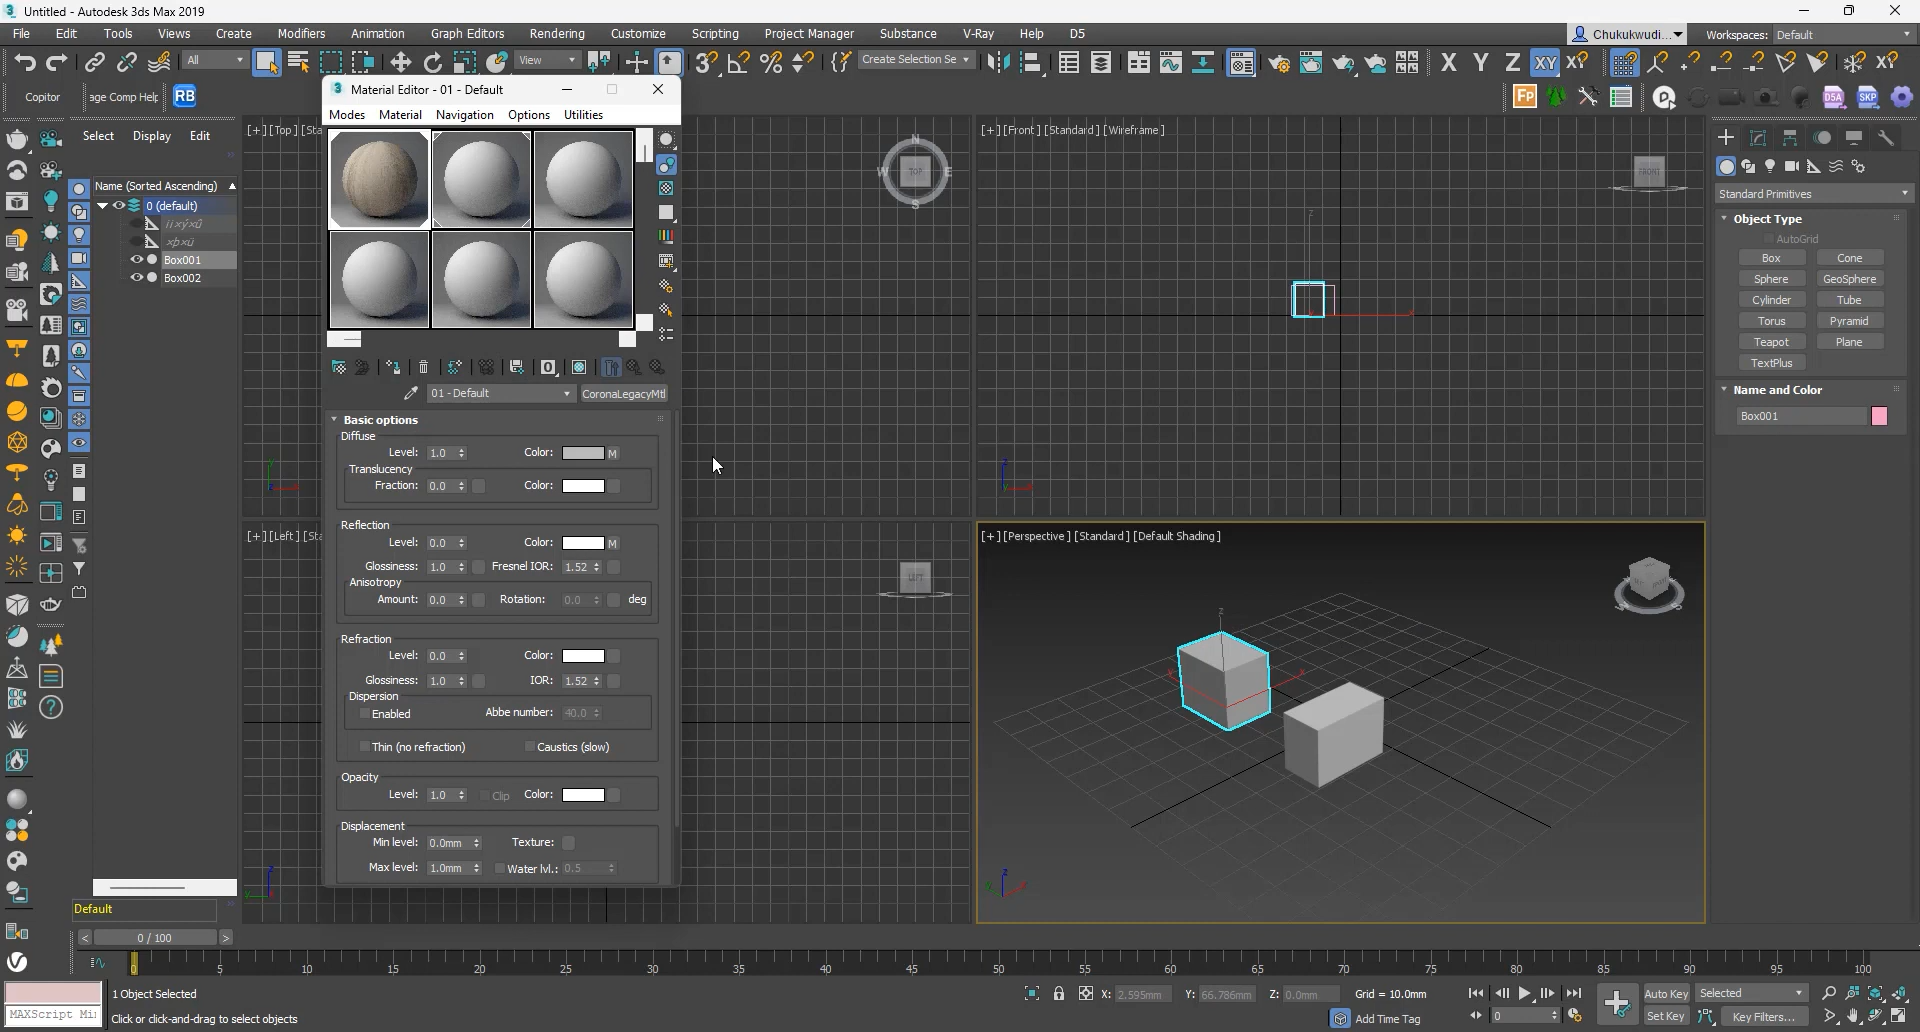 Untitled - Autodesk 3ds Max 2019
File Edit Tools Views Create Modifiers Animation Graph Editors Rendering Customize Scripting Project Manager Substance V-Ray Help D5
Chukukwudi... Workspaces: Default
All View Create Selection Se X Y Z XY
Copitor age Comp Help RB
Material Editor - 01 - Default
Modes Material Navigation Options Utilities
Select Display Edit
Name (Sorted Ascending)
0 (default)
Box001
Box002
[+] [Top] [Sta
TOP
[+] [Front] [Standard] [Wireframe]
FRONT
01 - Default CoronaLegacyMtl
Basic options
Diffuse
Level: 1.0 Color: M
Translucency
Fraction: 0.0 Color:
Reflection
Level: 0.0 Color: M
Glossiness: 1.0 Fresnel IOR: 1.52
Anisotropy
Amount: 0.0 Rotation: 0.0 deg
Refraction
Level: 0.0 Color:
Glossiness: 1.0 IOR: 1.52
Dispersion
Enabled Abbe number: 40.0
Thin (no refraction) Caustics (slow)
Opacity
Level: 1.0 Clip Color:
Displacement
Min level: 0.0mm Texture:
Max level: 1.0mm Water lvl.: 0.5
[+] [Left] [Sta
LEFT
[+] [Perspective] [Standard] [Default Shading]
Standard Primitives
Object Type
AutoGrid
Box Cone
Sphere GeoSphere
Cylinder Tube
Torus Pyramid
Teapot Plane
TextPlus
Name and Color
Box001
Default
0 / 100
0 5 10 15 20 25 30 35 40 45 50 55 60 65 70 75 80 85 90 95 100
MAXScript Mi
1 Object Selected
Click or click-and-drag to select objects
X: 2.595mm Y: 66.786mm Z: 0.0mm Grid = 10.0mm
Add Time Tag
0
Auto Key Selected
Set Key Key Filters...